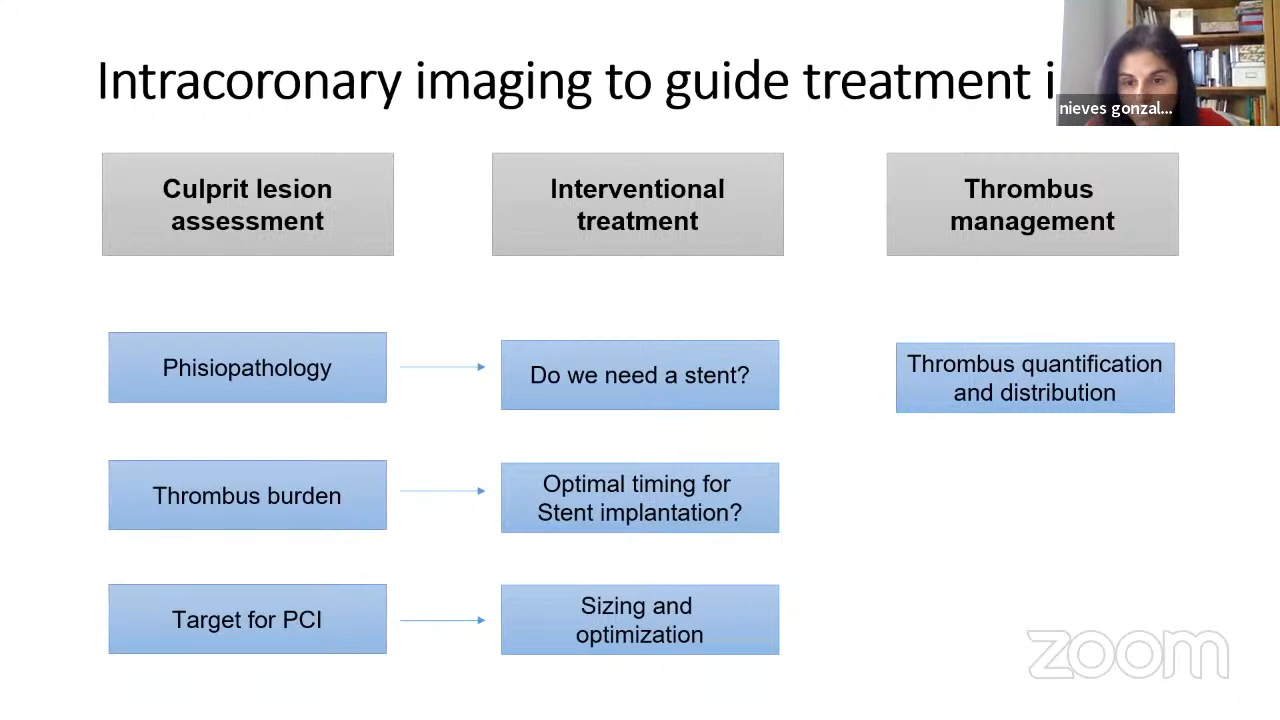 Intracoronary imaging to guide treatment i
nieves gonzal...
Culprit lesion
assessment
Interventional
treatment
Thrombus
management
Phisiopathology
Do we need a stent?
Thrombus quantification
and distribution
Thrombus burden
Optimal timing for
Stent implantation?
Target for PCI
Sizing and
optimization
zoom